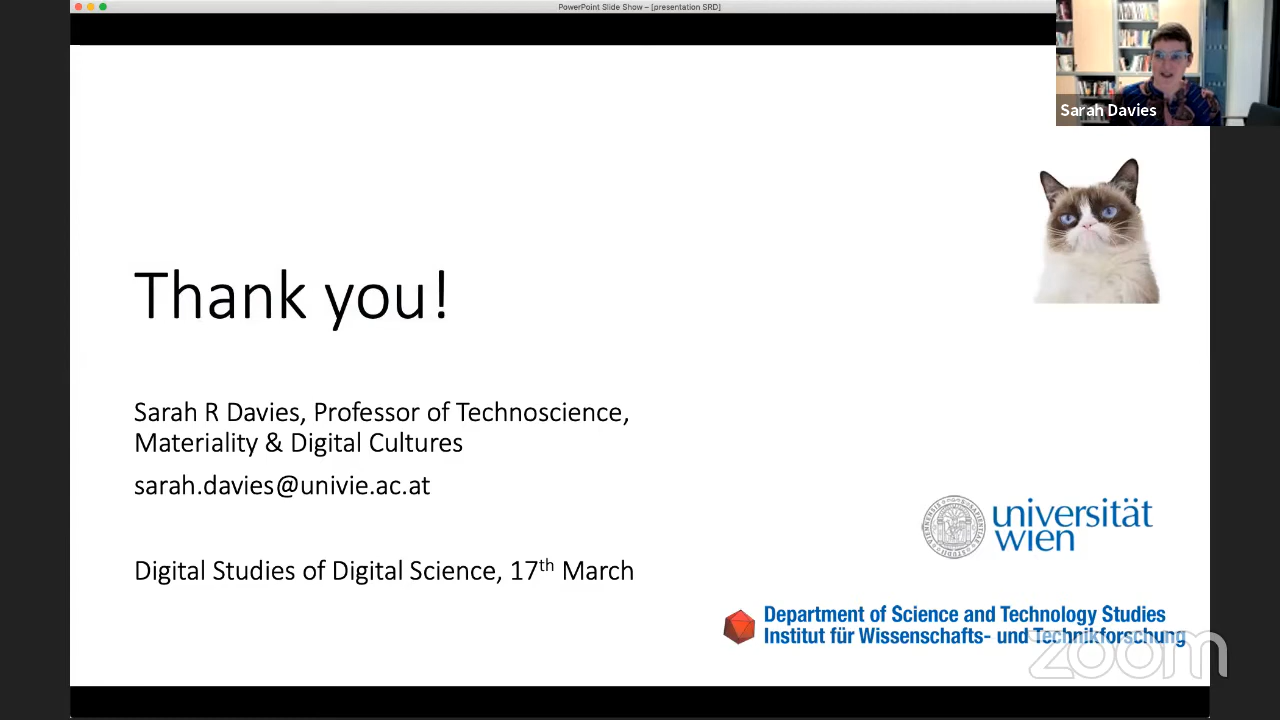 PowerPoint Slide Show – [presentation SRD]
Sarah Davies
Thank you!
Sarah R Davies, Professor of Technoscience,
Materiality & Digital Cultures
sarah.davies@univie.ac.at
Digital Studies of Digital Science, 17th March
universität
wien
Department of Science and Technology Studies
Institut für Wissenschafts- und Technikforschung
zoom